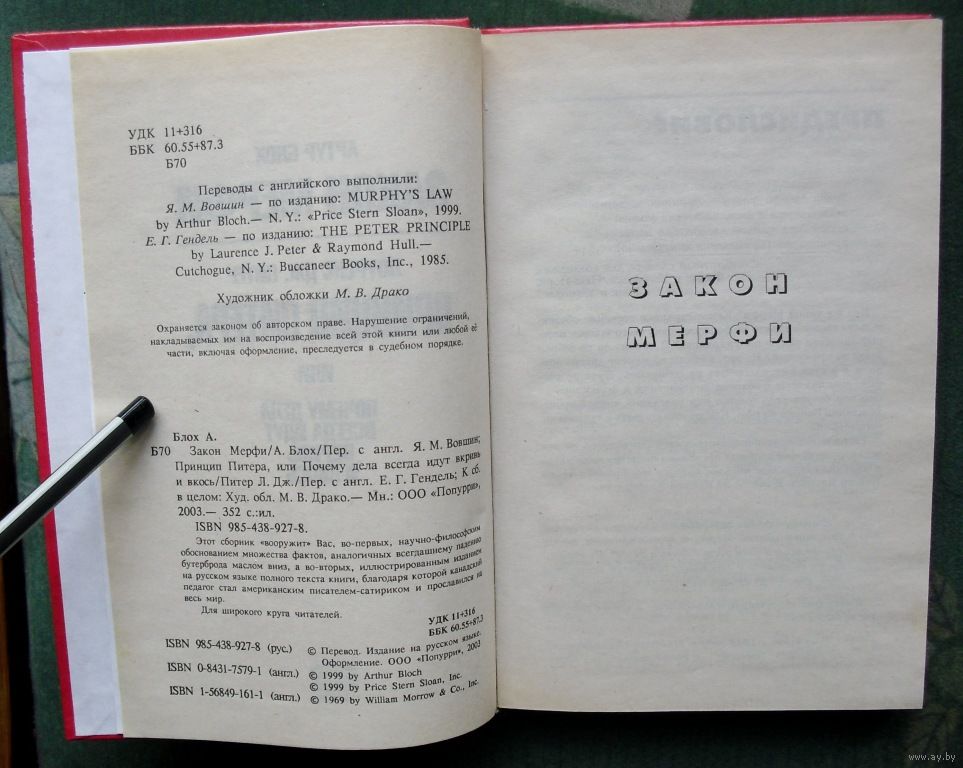 УДК 11+316
ББК 60.55+87.3
Б70
Переводы с английского выполнили:
Я. М. Вовшин — по изданию: MURPHY'S LAW
by Arthur Bloch.— N. Y.: «Price Stern Sloan», 1999.
Е. Г. Гендель — по изданию: THE PETER PRINCIPLE
by Laurence J. Peter & Raymond Hull.—
Cutchogue, N. Y.: Buccaneer Books, Inc., 1985.
Художник обложки М. В. Драко
Охраняется законом об авторском праве. Нарушение ограничений,
накладываемых им на воспроизведение всей этой книги или любой её
части, включая оформление, преследуется в судебном порядке.
Блох А.
Б70 Закон Мерфи/А. Блох/Пер. с англ. Я. М. Вовшин;
Принцип Питера, или Почему дела всегда идут вкривь
и вкось/Питер Л. Дж./Пер. с англ. Е. Г. Гендель; К сб.
в целом: Худ. обл. М. В. Драко.— Мн.: ООО «Попурри»,
2003.— 352 с.:ил.
ISBN 985-438-927-8.
Этот сборник «вооружит» Вас, во-первых, научно-философским
обоснованием множества фактов, аналогичных всегдашнему падению
бутерброда маслом вниз, а во-вторых, иллюстрированным изданием
на русском языке полного текста книги, благодаря которой канадский
педагог стал американским писателем-сатириком и прославился на
весь мир.
Для широкого круга читателей.
УДК 11+316
ББК 60.55+87.3
ISBN 985-438-927-8 (рус.) © Перевод. Издание на русском языке.
Оформление. ООО «Попурри», 2003
ISBN 0-8431-7579-1 (англ.) © 1999 by Arthur Bloch
© 1999 by Price Stern Sloan, Inc.
ISBN 1-56849-161-1 (англ.) © 1969 by William Morrow & Co., Inc.
ЗАКОН
МЕРФИ
www.ay.by